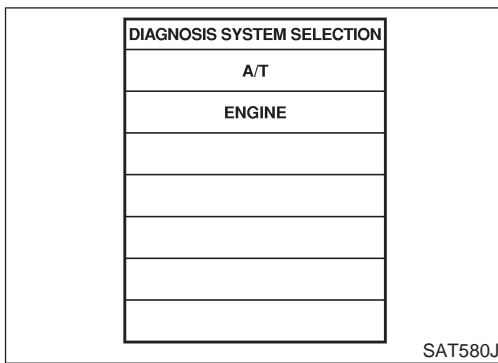 DIAGNOSIS SYSTEM SELECTION
A/T
ENGINE
SAT580J